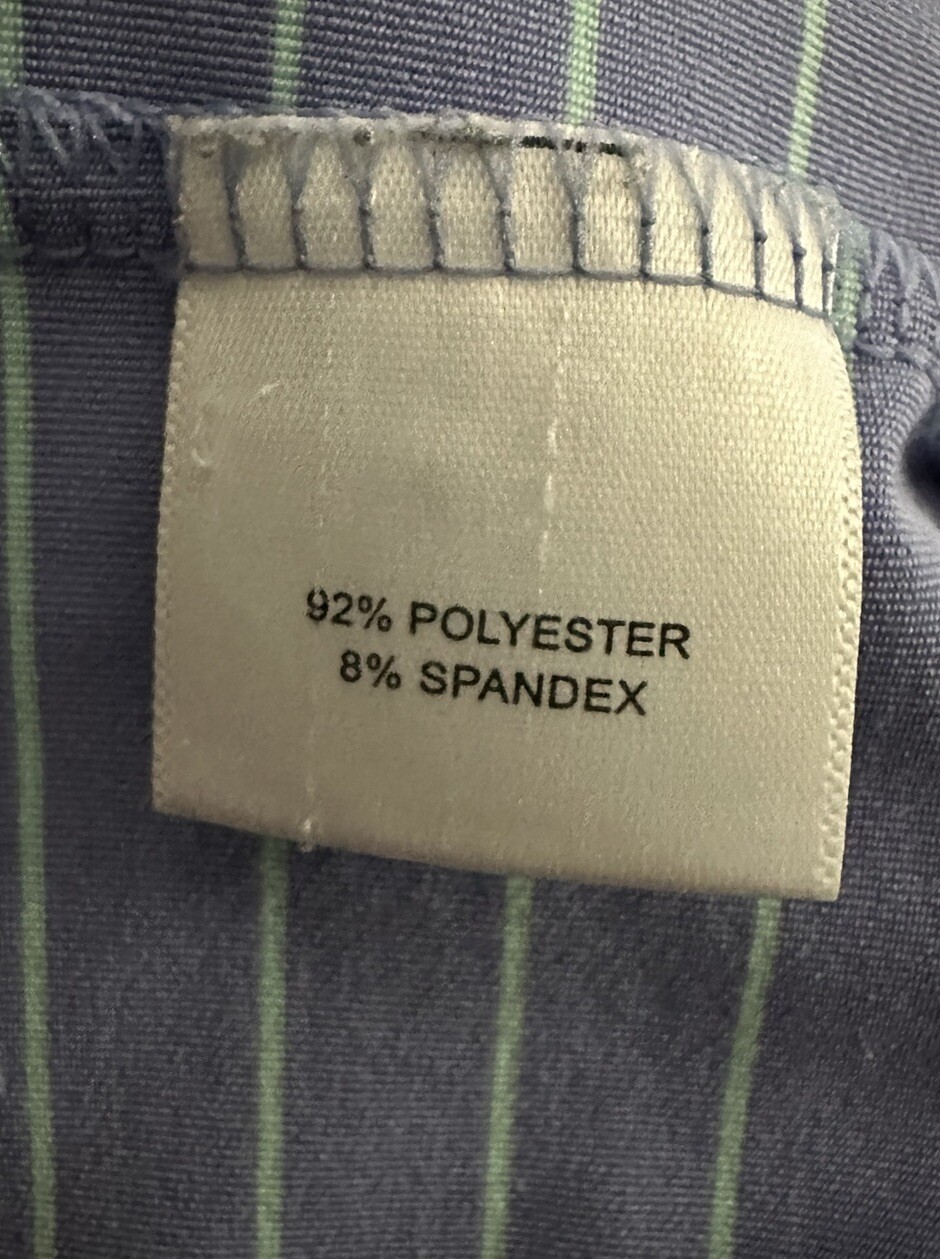 92% POLYESTER
8% SPANDEX